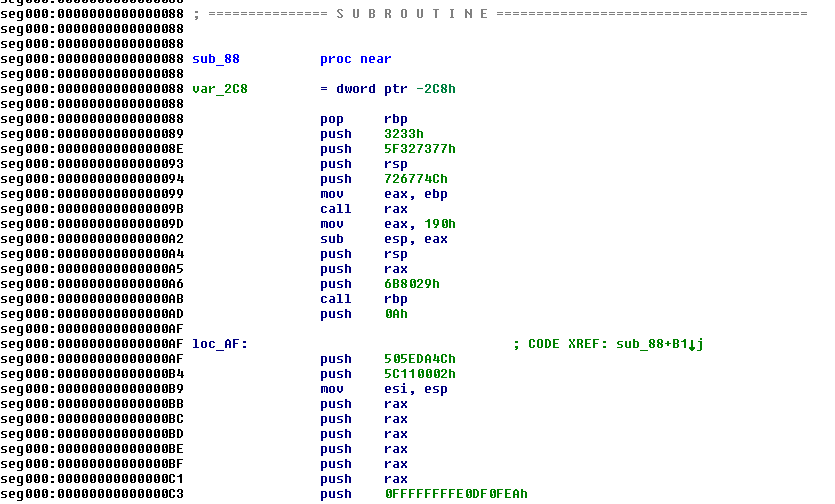 seg000:0000000000000088
seg000:0000000000000088 ; =============== S U B R O U T I N E =======================================
seg000:0000000000000088
seg000:0000000000000088
seg000:0000000000000088 sub_88 proc near
seg000:0000000000000088
seg000:0000000000000088 var_2C8 = dword ptr -2C8h
seg000:0000000000000088
seg000:0000000000000088 pop rbp
seg000:0000000000000089 push 3233h
seg000:000000000000008E push 5F327377h
seg000:0000000000000093 push rsp
seg000:0000000000000094 push 726774Ch
seg000:0000000000000099 mov eax, ebp
seg000:000000000000009B call rax
seg000:000000000000009D mov eax, 190h
seg000:00000000000000A2 sub esp, eax
seg000:00000000000000A4 push rsp
seg000:00000000000000A5 push rax
seg000:00000000000000A6 push 6B8029h
seg000:00000000000000AB call rbp
seg000:00000000000000AD push 0Ah
seg000:00000000000000AF
seg000:00000000000000AF loc_AF: ; CODE XREF: sub_88+B1↓j
seg000:00000000000000AF push 505EDA4Ch
seg000:00000000000000B4 push 5C110002h
seg000:00000000000000B9 mov esi, esp
seg000:00000000000000BB push rax
seg000:00000000000000BC push rax
seg000:00000000000000BD push rax
seg000:00000000000000BE push rax
seg000:00000000000000BF push rax
seg000:00000000000000C1 push rax
seg000:00000000000000C3 push 0FFFFFFFFE0DF0FEAh